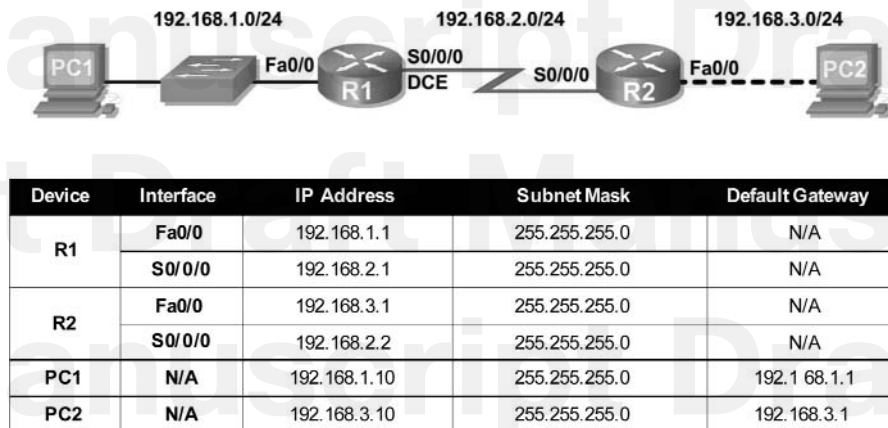 192.168.1.0/24 192.168.2.0/24 192.168.3.0/24
PC1 Fa0/0 R1 S0/0/0 DCE S0/0/0 R2 Fa0/0 PC2
Device Interface IP Address Subnet Mask Default Gateway
R1 Fa0/0 192.168.1.1 255.255.255.0 N/A
S0/0/0 192.168.2.1 255.255.255.0 N/A
R2 Fa0/0 192.168.3.1 255.255.255.0 N/A
S0/0/0 192.168.2.2 255.255.255.0 N/A
PC1 N/A 192.168.1.10 255.255.255.0 192.1 68.1.1
PC2 N/A 192.168.3.10 255.255.255.0 192.168.3.1